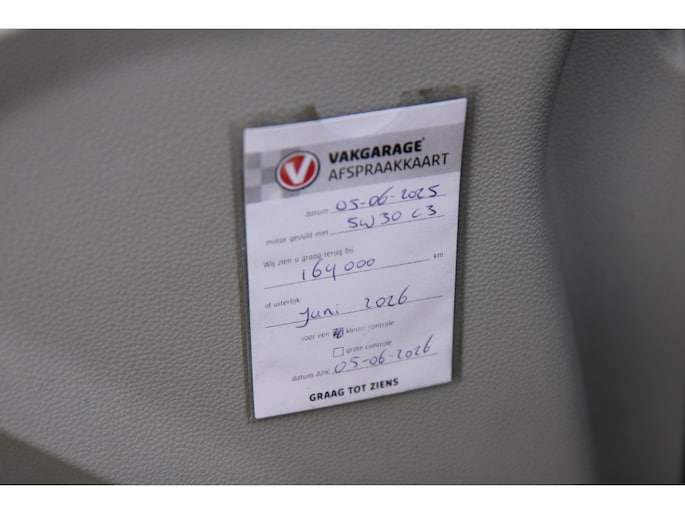 V
VAKGARAGE®
AFSPRAAKKAART
datum 05-06-2025
motor gevuld met 5W30 C3
Wij zien u graag terug bij
164000 km
of uiterlijk
Juni 2026
voor een kleine controle
grote controle
datum APK 05-06-2026
GRAAG TOT ZIENS